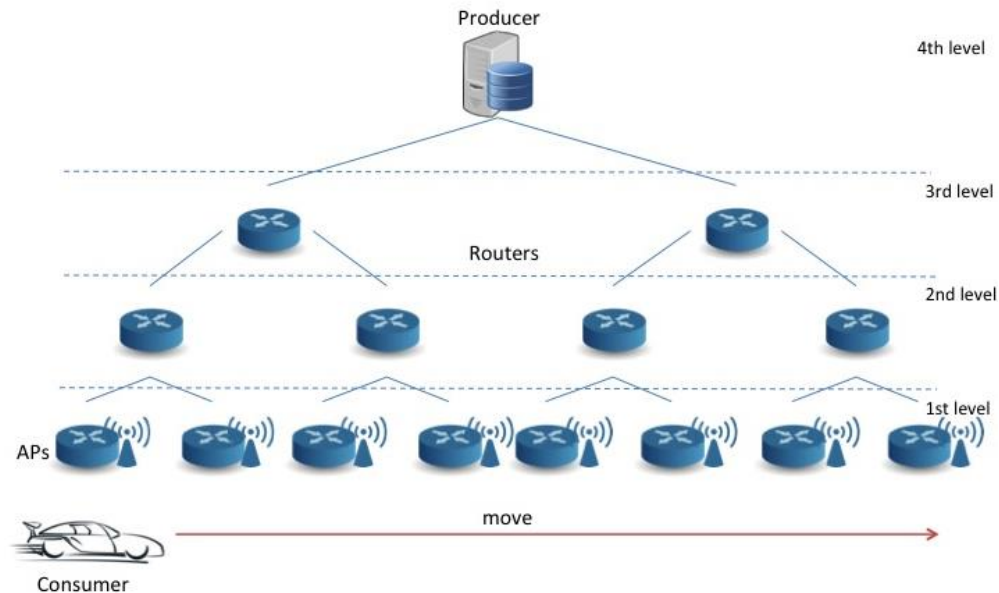 Producer
4th level
3rd level
Routers
2nd level
1st level
APs
move
Consumer